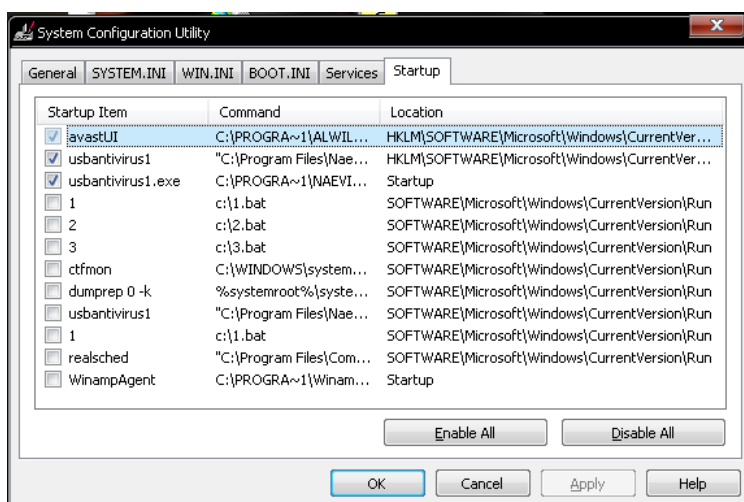 System Configuration Utility
General SYSTEM.INI WIN.INI BOOT.INI Services Startup
Startup Item Command Location
avastUI C:\PROGRA~1\ALWIL... HKLM\SOFTWARE\Microsoft\Windows\CurrentVer...
usbantivirus1 "C:\Program Files\Nae... HKLM\SOFTWARE\Microsoft\Windows\CurrentVer...
usbantivirus1.exe C:\PROGRA~1\NAEVI... Startup
1 c:\1.bat SOFTWARE\Microsoft\Windows\CurrentVersion\Run
2 c:\2.bat SOFTWARE\Microsoft\Windows\CurrentVersion\Run
3 c:\3.bat SOFTWARE\Microsoft\Windows\CurrentVersion\Run
ctfmon C:\WINDOWS\system... SOFTWARE\Microsoft\Windows\CurrentVersion\Run
dumprep 0 -k %systemroot%\syste... SOFTWARE\Microsoft\Windows\CurrentVersion\Run
usbantivirus1 "C:\Program Files\Nae... SOFTWARE\Microsoft\Windows\CurrentVersion\Run
1 c:\1.bat SOFTWARE\Microsoft\Windows\CurrentVersion\Run
realsched "C:\Program Files\Com... SOFTWARE\Microsoft\Windows\CurrentVersion\Run
WinampAgent C:\PROGRA~1\Winam... Startup
Enable All Disable All
OK Cancel Apply Help